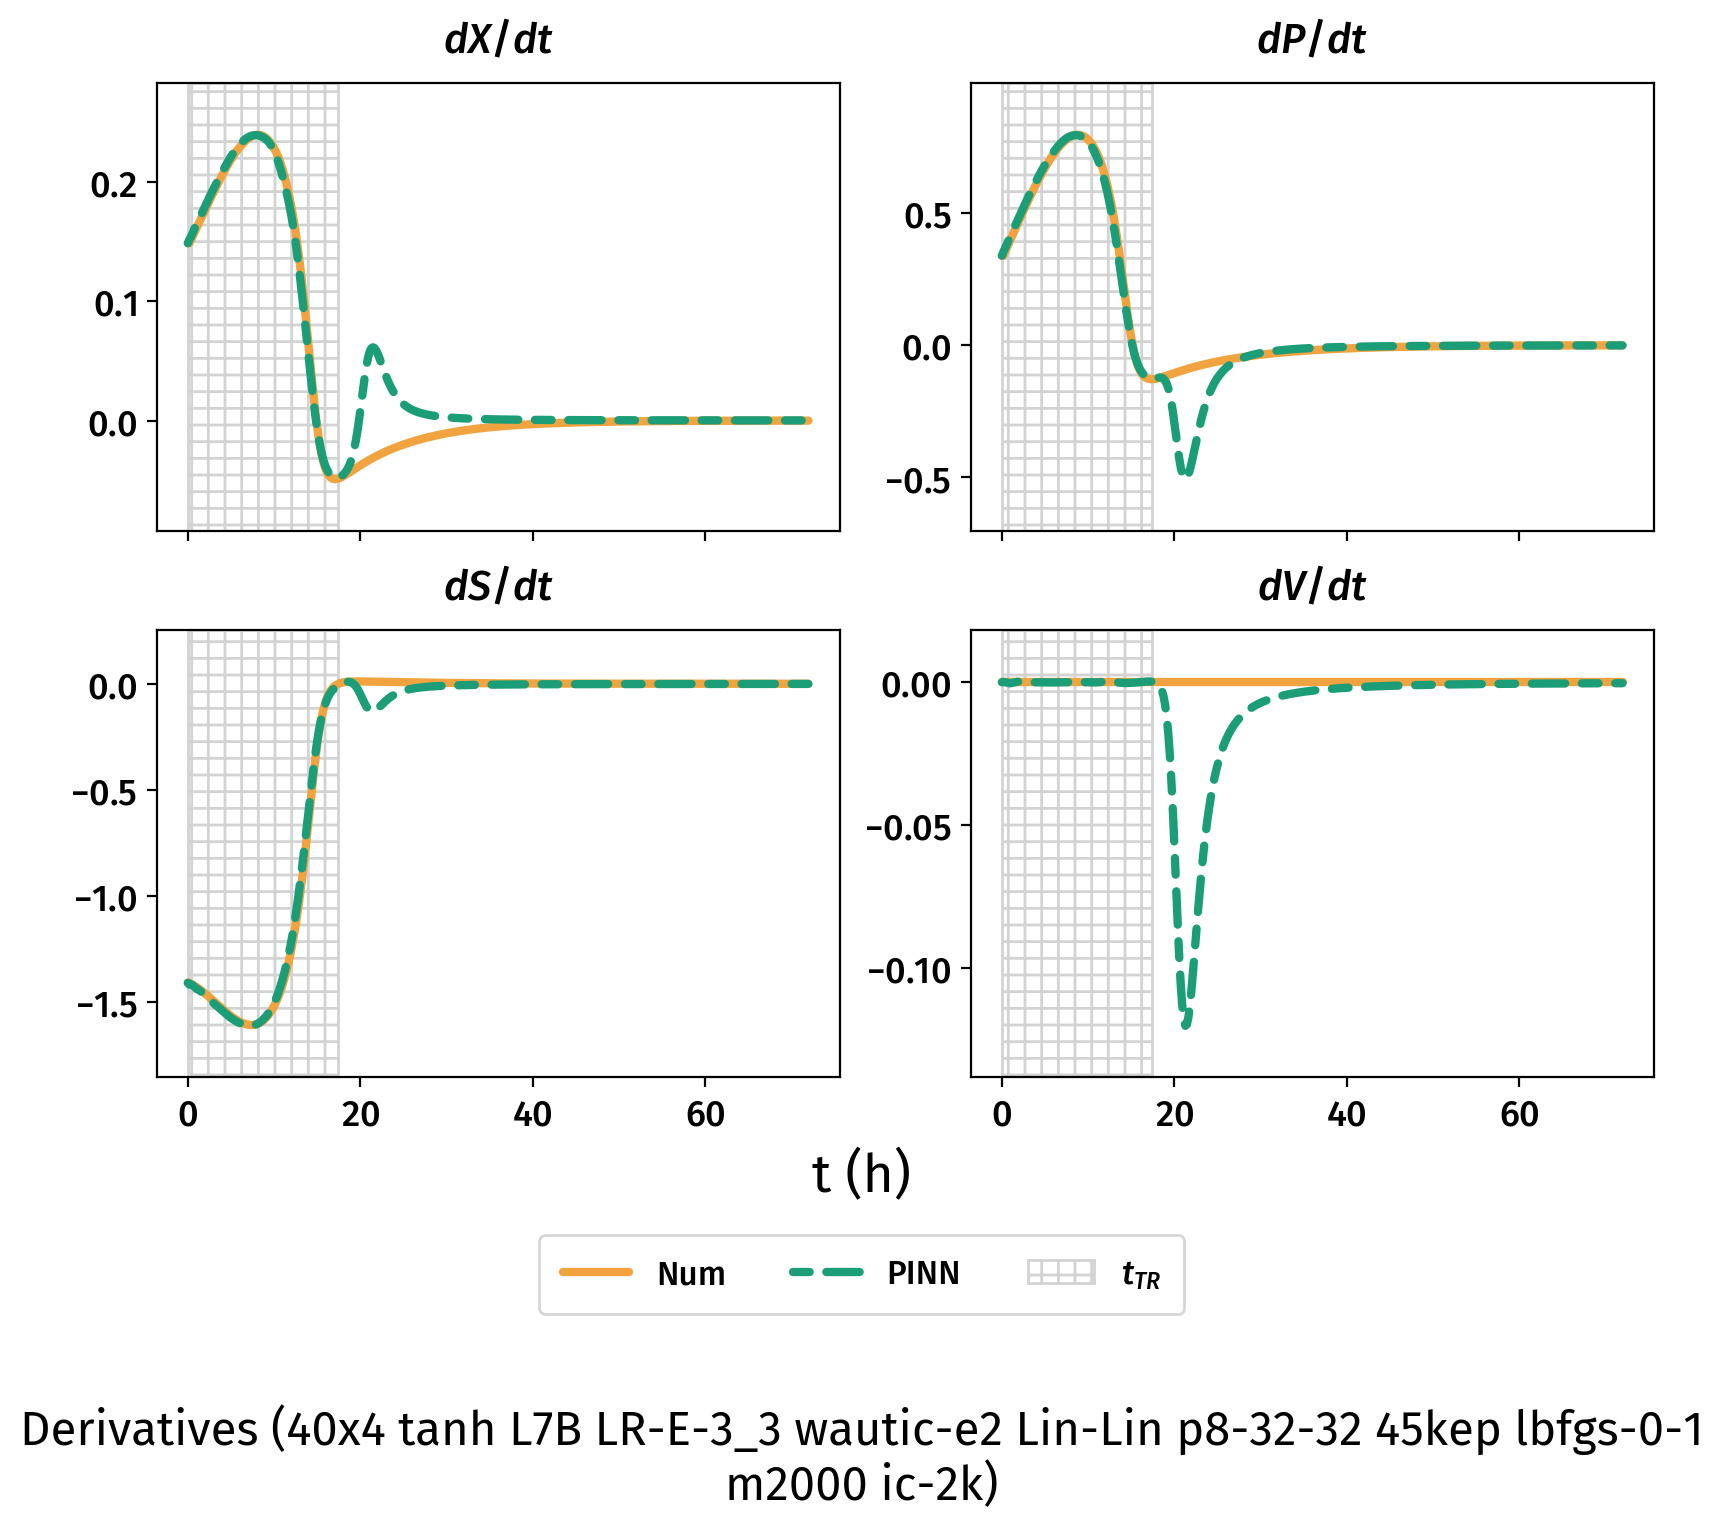 dX/dt
dP/dt
0.2
0.1
0.0
0.5
0.0
−0.5
dS/dt
dV/dt
0.0
−0.5
−1.0
−1.5
0.00
−0.05
−0.10
0 20 40 60
0 20 40 60
t (h)
Num PINN t_TR
Derivatives (40x4 tanh L7B LR-E-3_3 wautic-e2 Lin-Lin p8-32-32 45kep lbfgs-0-1
m2000 ic-2k)